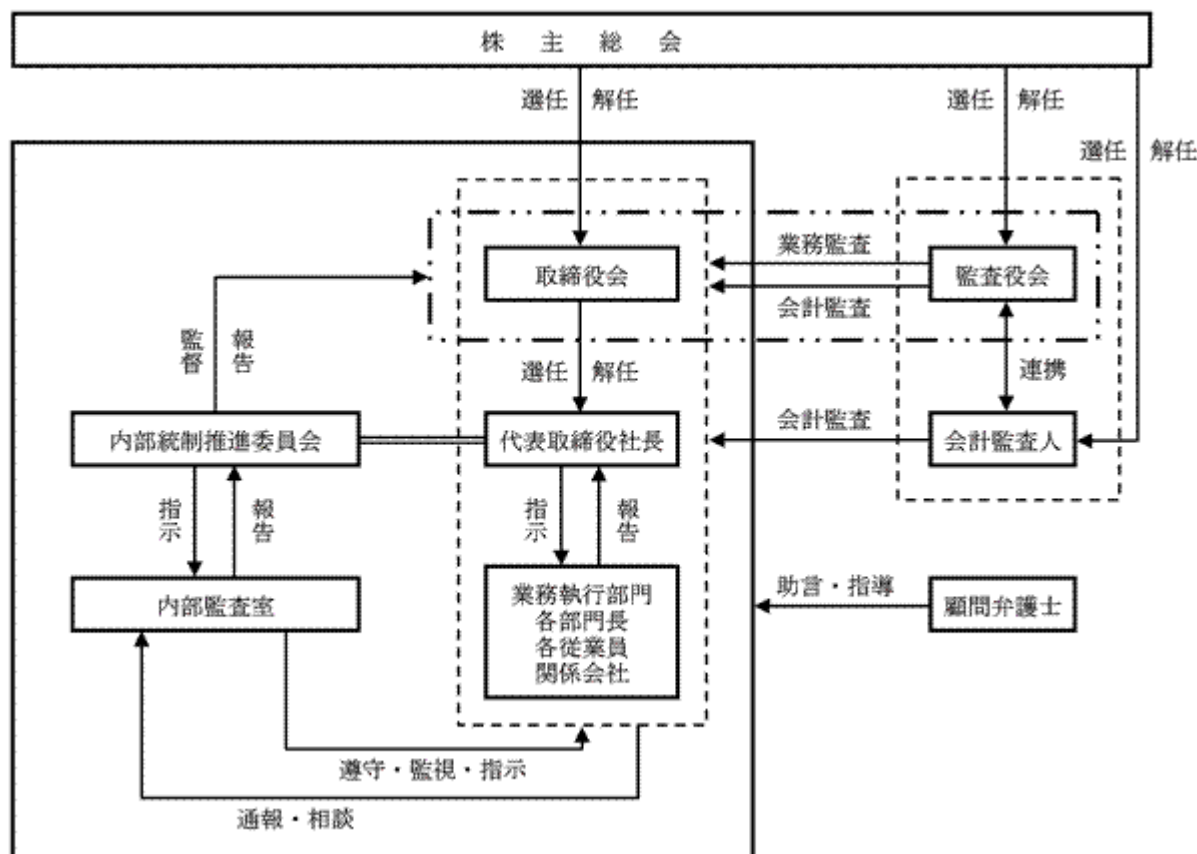 株主総会
選任 解任
選任 解任
選任 解任
取締役会
業務監査
会計監査
監査役会
監督 報告
選任 解任
連携
内部統制推進委員会
代表取締役社長
会計監査
会計監査人
指示 報告
指示 報告
内部監査室
業務執行部門
各部門長
各従業員
関係会社
助言・指導
顧問弁護士
遵守・監視・指示
通報・相談